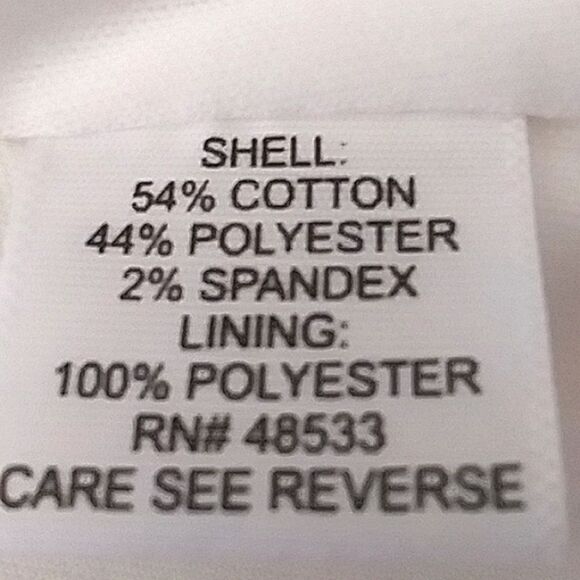 SHELL:
54% COTTON
44% POLYESTER
2% SPANDEX
LINING:
100% POLYESTER
RN# 48533
CARE SEE REVERSE